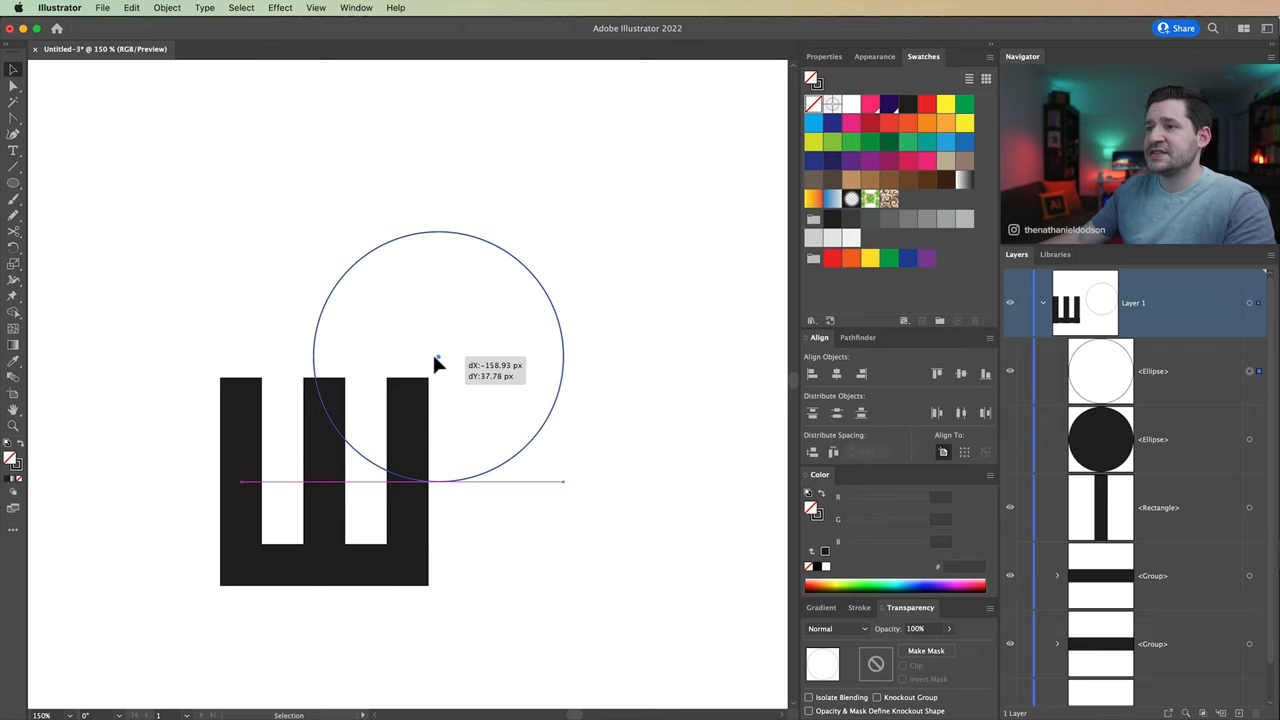 Illustrator File Edit Object Type Select Effect View Window Help
Adobe Illustrator 2022
Share
Untitled-3* @ 150 % (RGB/Preview)
Properties Appearance Swatches
Navigator
thenathanieldodson
Ai
Layers Libraries
Layer 1
<Ellipse>
<Ellipse>
<Rectangle>
<Group>
<Group>
dX:-158.93 px
dY:37.78 px
Align Pathfinder
Align Objects:
Distribute Objects:
Distribute Spacing: Align To:
Color
R
G
B
#
Gradient Stroke Transparency
Normal Opacity: 100%
Make Mask
Clip
Invert Mask
Isolate Blending Knockout Group
Opacity & Mask Define Knockout Shape
150% 0° 1 Selection
1 Layer